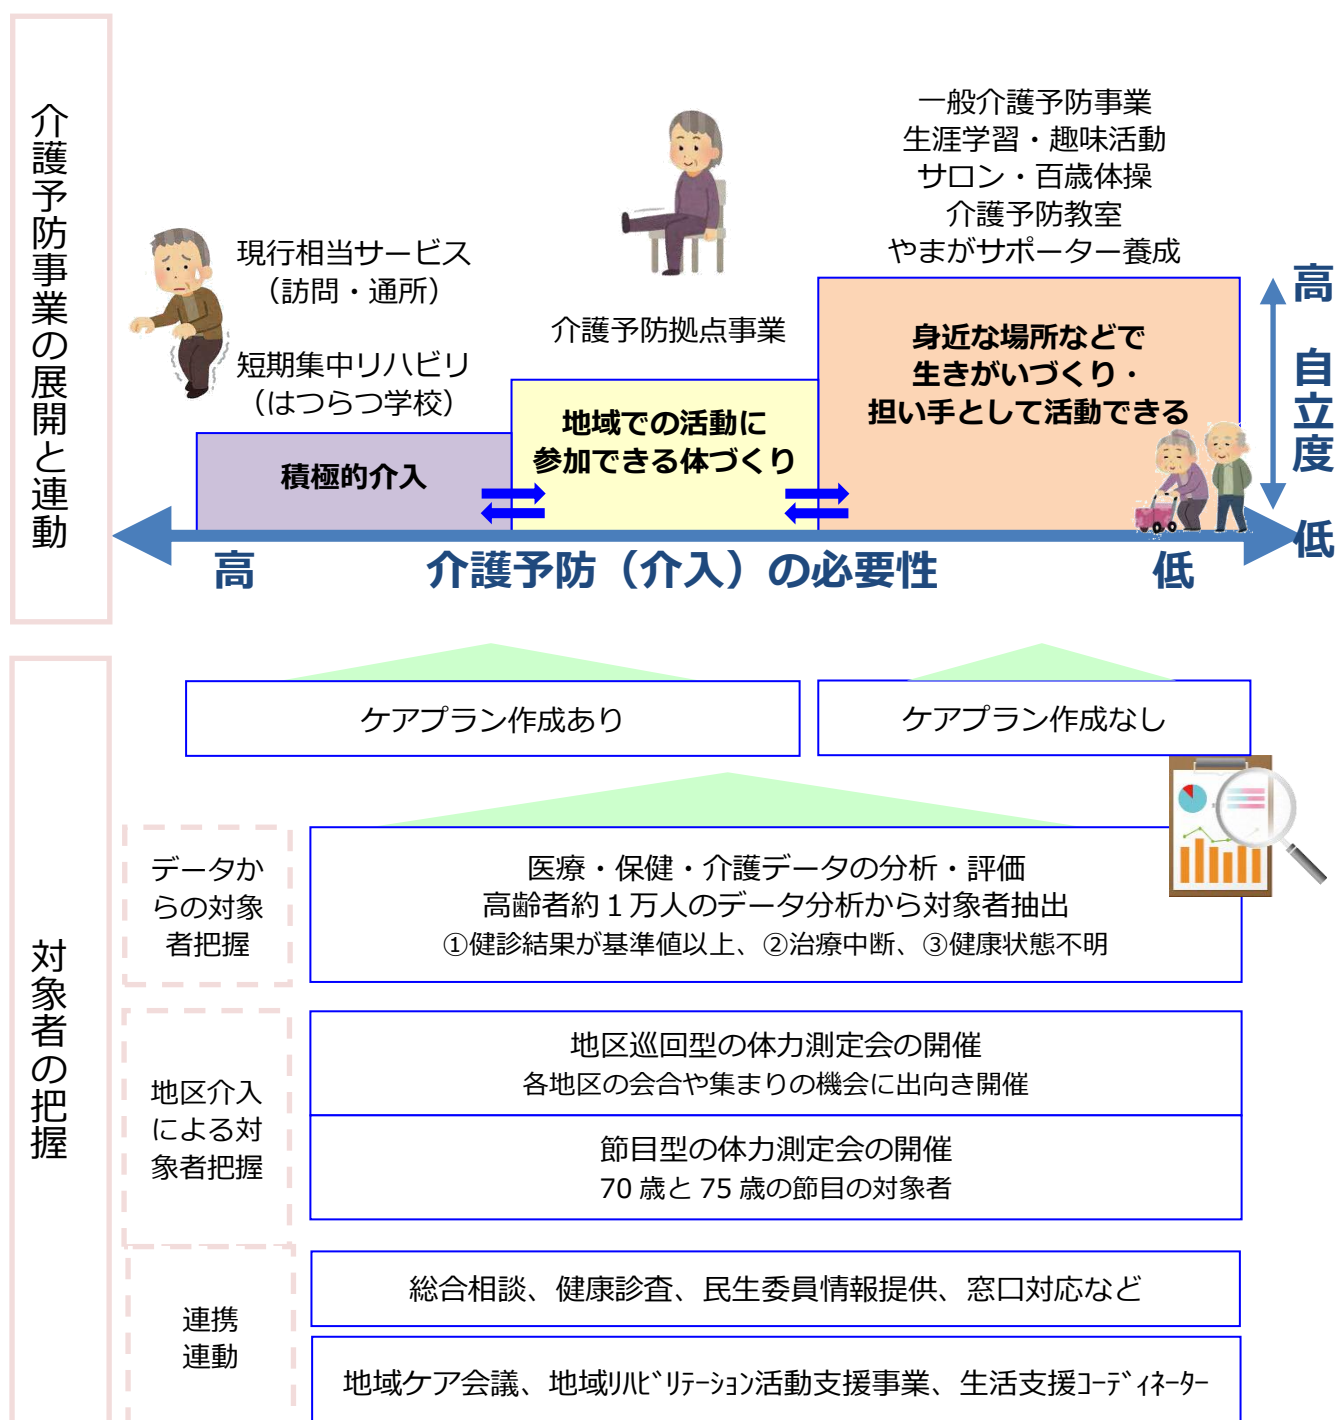 介護予防事業の展開と連動
一般介護予防事業
生涯学習・趣味活動
サロン・百歳体操
介護予防教室
やまがサポーター養成
現行相当サービス
（訪問・通所）
短期集中リハビリ
（はつらつ学校）
介護予防拠点事業
身近な場所などで
生きがいづくり・
担い手として活動できる
地域での活動に
参加できる体づくり
積極的介入
高
自立度
低
高
介護予防（介入）の必要性
低
対象者の把握
ケアプラン作成あり
ケアプラン作成なし
データか
らの対象
者把握
医療・保健・介護データの分析・評価
高齢者約１万人のデータ分析から対象者抽出
①健診結果が基準値以上、②治療中断、③健康状態不明
地区介入
による対
象者把握
地区巡回型の体力測定会の開催
各地区の会合や集まりの機会に出向き開催
節目型の体力測定会の開催
70 歳と 75 歳の節目の対象者
連携
連動
総合相談、健康診査、民生委員情報提供、窓口対応など
地域ケア会議、地域ﾘﾊﾋﾞﾘﾃｰｼｮﾝ活動支援事業、生活支援ｺｰﾃﾞｨﾈｰﾀｰ